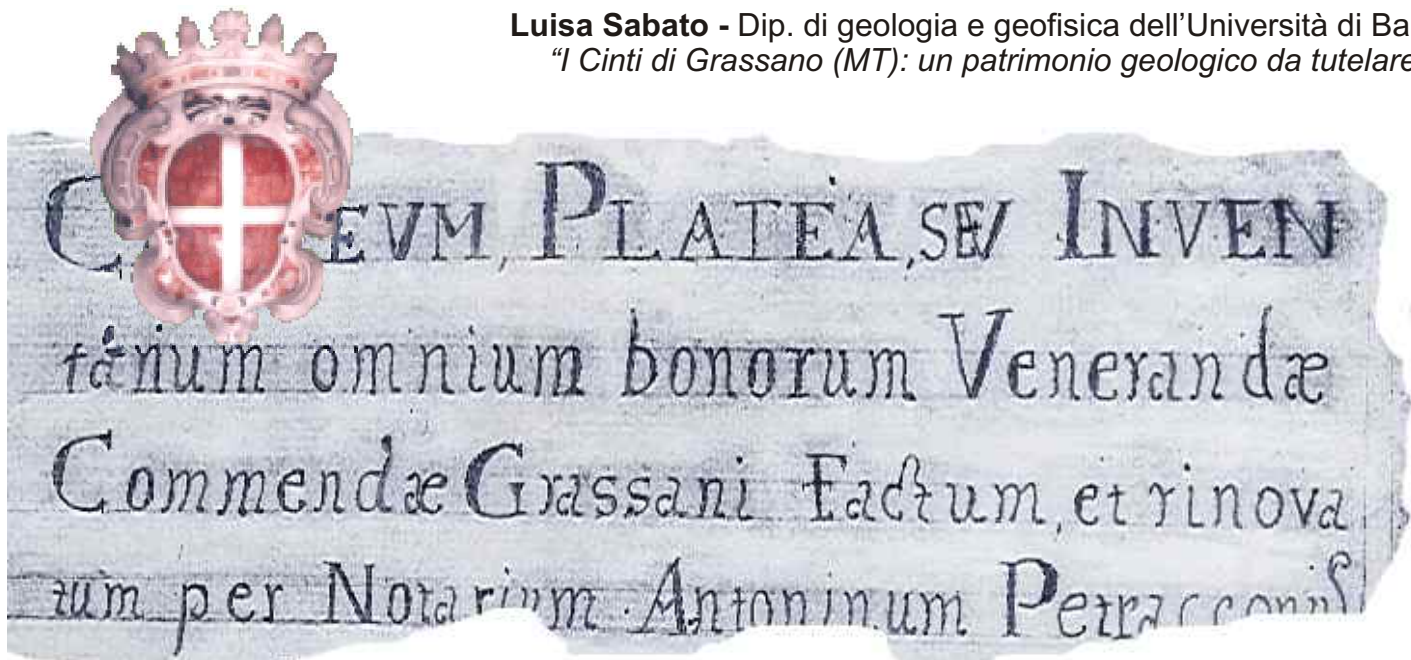 Luisa Sabato - Dip. di geologia e geofisica dell'Università di Ba
"I Cinti di Grassano (MT): un patrimonio geologico da tutelare
EVM, PLATEA, SEV INVEN
tarium omnium bonorum Venerandæ
Commendæ Grassani factum, et rinova
tum per Notarium Antoninum